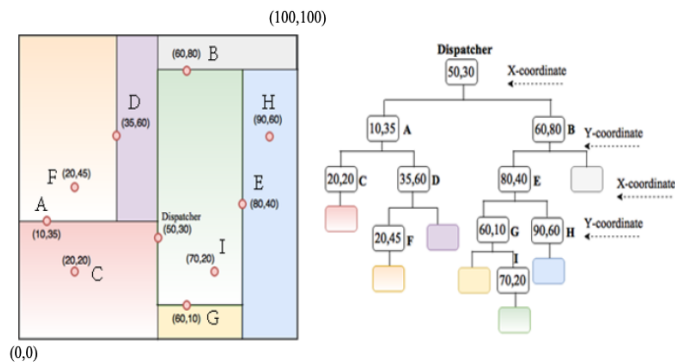 (100,100)
(60,80)
B
D
(35,60)
H
(90,60)
F
(20,45)
E
(80,40)
A
(10,35)
Dispatcher
(50,30)
I
(70,20)
(20,20)
C
(60,10)
G
(0,0)
Dispatcher
50,30
X-coordinate
10,35 A
60,80 B
Y-coordinate
20,20 C
35,60 D
80,40 E
X-coordinate
20,45 F
60,10 G
90,60 H
Y-coordinate
I
70,20